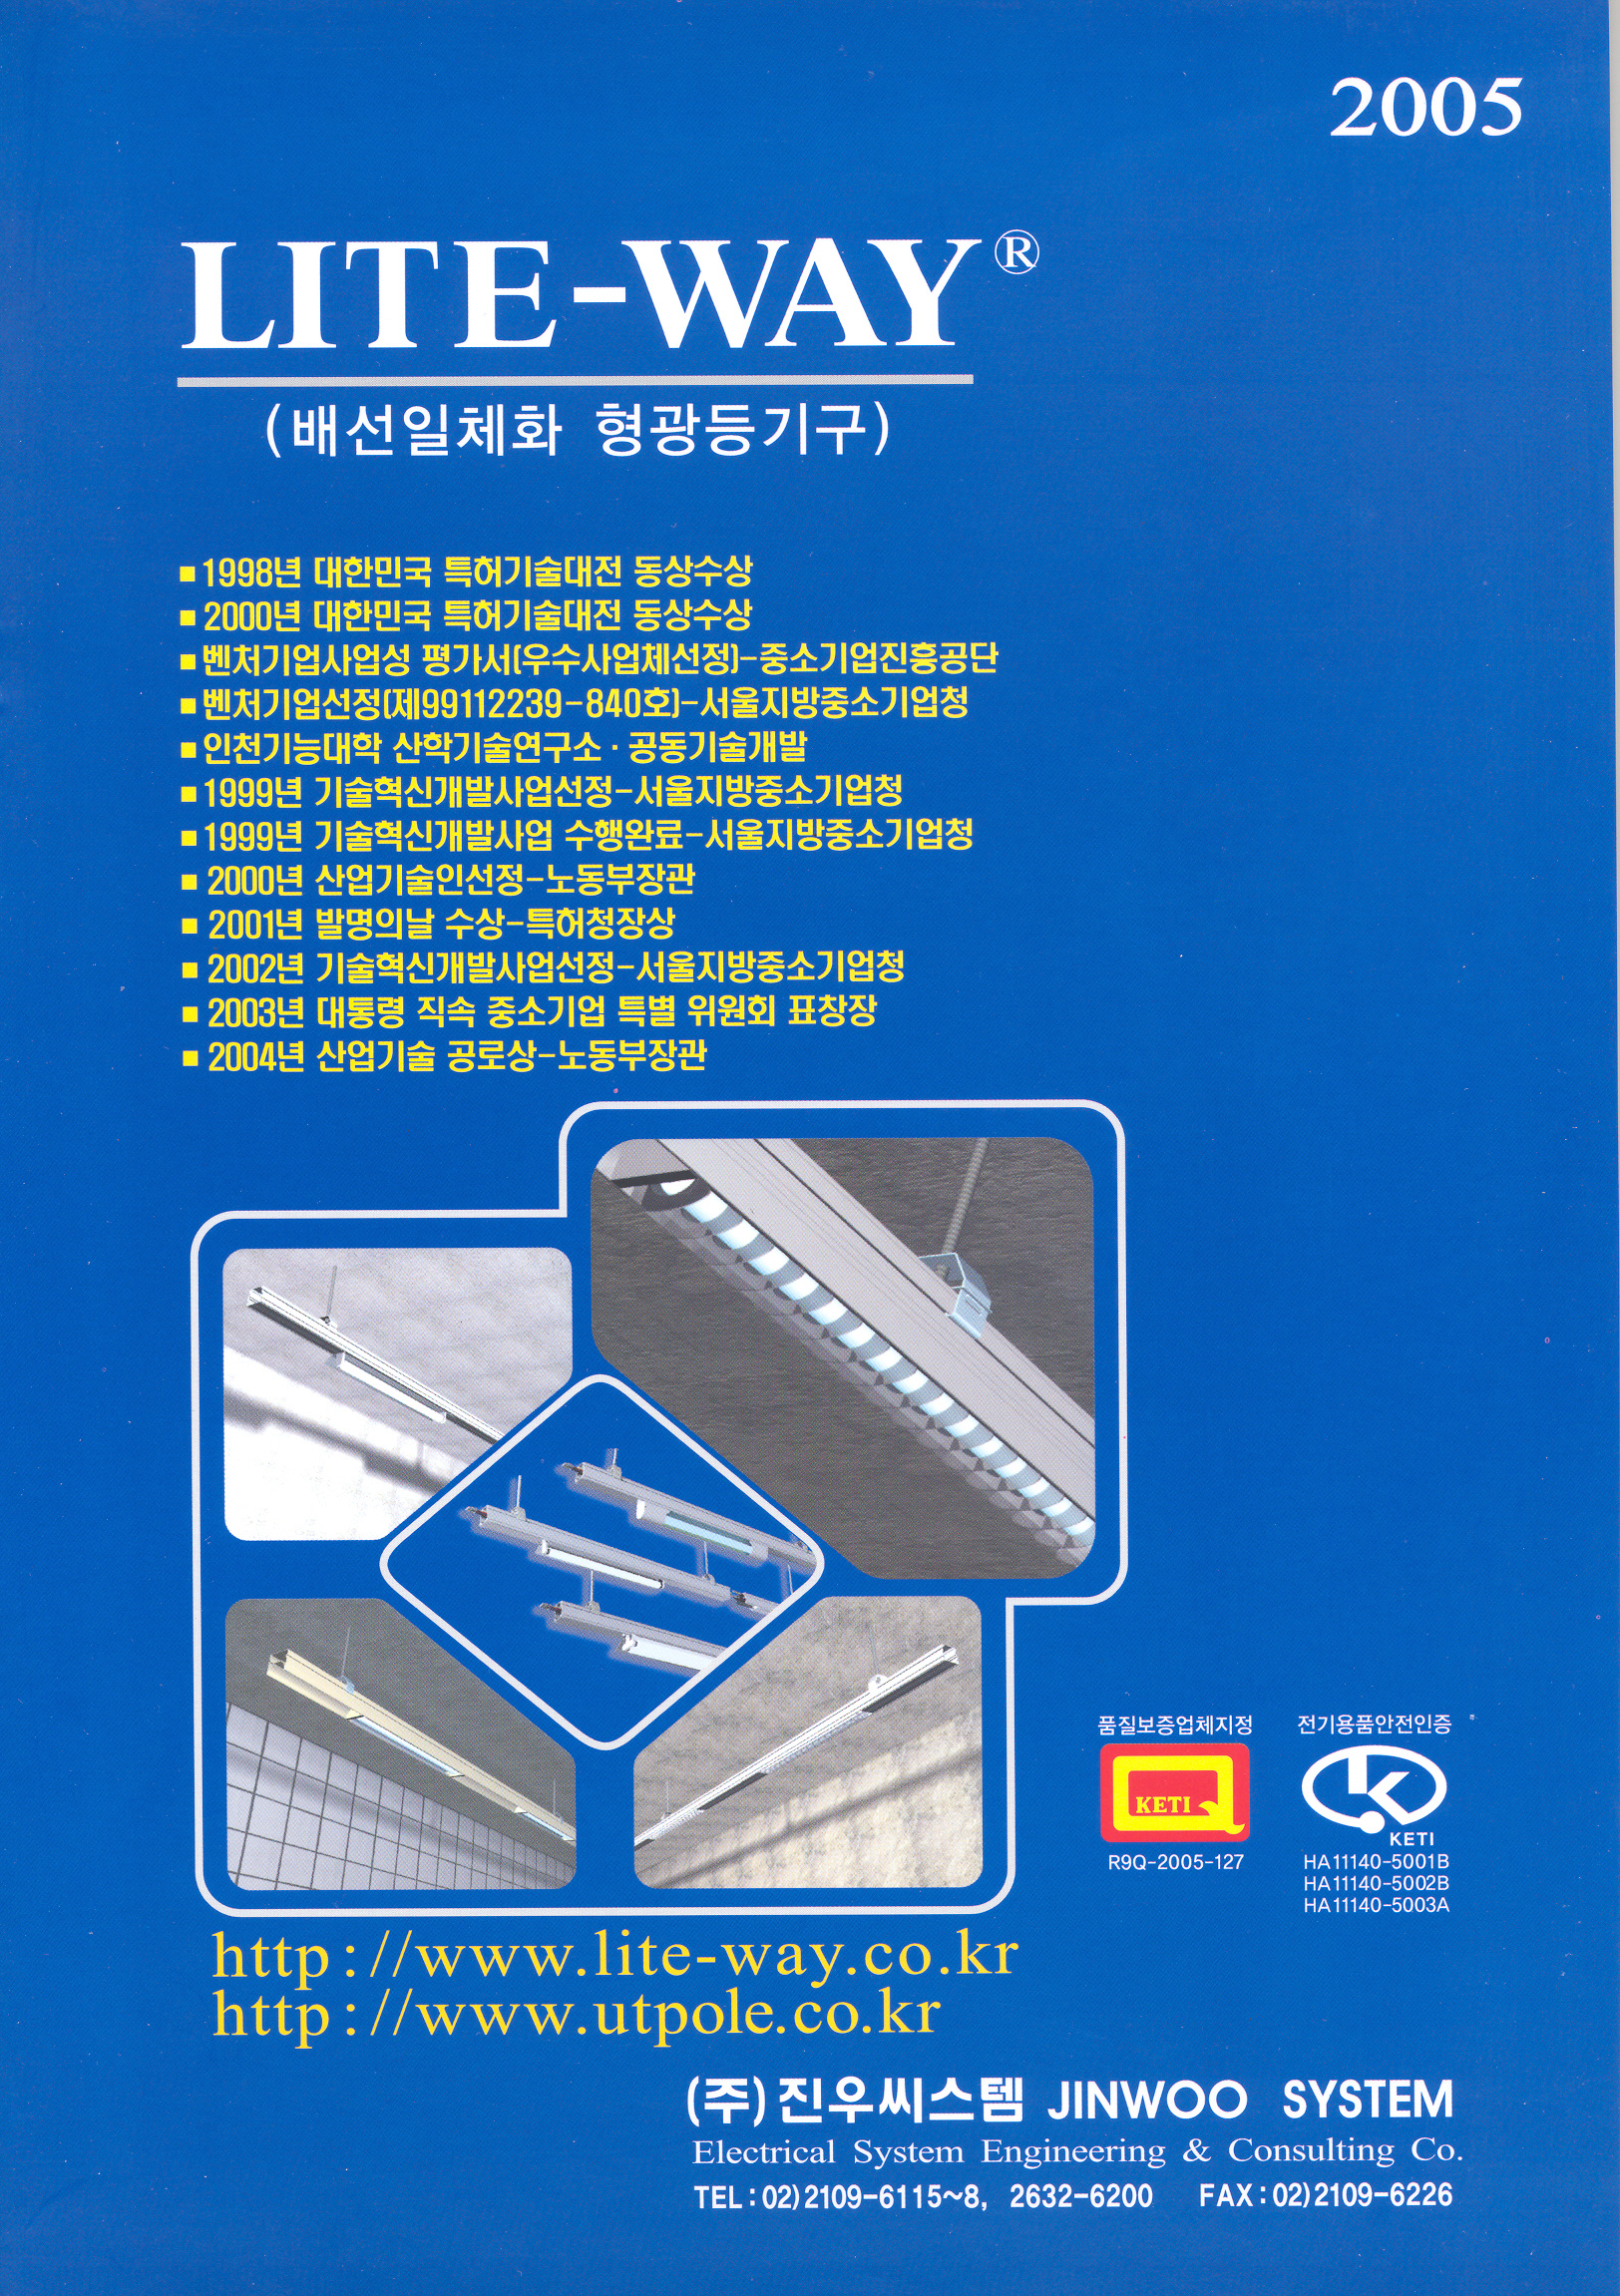 2005
LITE-WAY®
(배선일체화 형광등기구)
■ 1998년 대한민국 특허기술대전 동상수상
■ 2000년 대한민국 특허기술대전 동상수상
■ 벤처기업사업성 평가서(우수사업체선정)-중소기업진흥공단
■ 벤처기업선정(제99112239-840호)-서울지방중소기업청
■ 인천기능대학 산학기술연구소 · 공동기술개발
■ 1999년 기술혁신개발사업선정-서울지방중소기업청
■ 1999년 기술혁신개발사업 수행완료-서울지방중소기업청
■ 2000년 산업기술인선정-노동부장관
■ 2001년 발명의날 수상-특허청장상
■ 2002년 기술혁신개발사업선정-서울지방중소기업청
■ 2003년 대통령 직속 중소기업 특별 위원회 표창장
■ 2004년 산업기술 공로상-노동부장관
품질보증업체지정
KETI
R9Q-2005-127
전기용품안전인증
KETI
HA11140-5001B
HA11140-5002B
HA11140-5003A
http://www.lite-way.co.kr
http://www.utpole.co.kr
(주)진우씨스템 JINWOO SYSTEM
Electrical System Engineering & Consulting Co.
TEL:02)2109-6115~8, 2632-6200 FAX:02)2109-6226